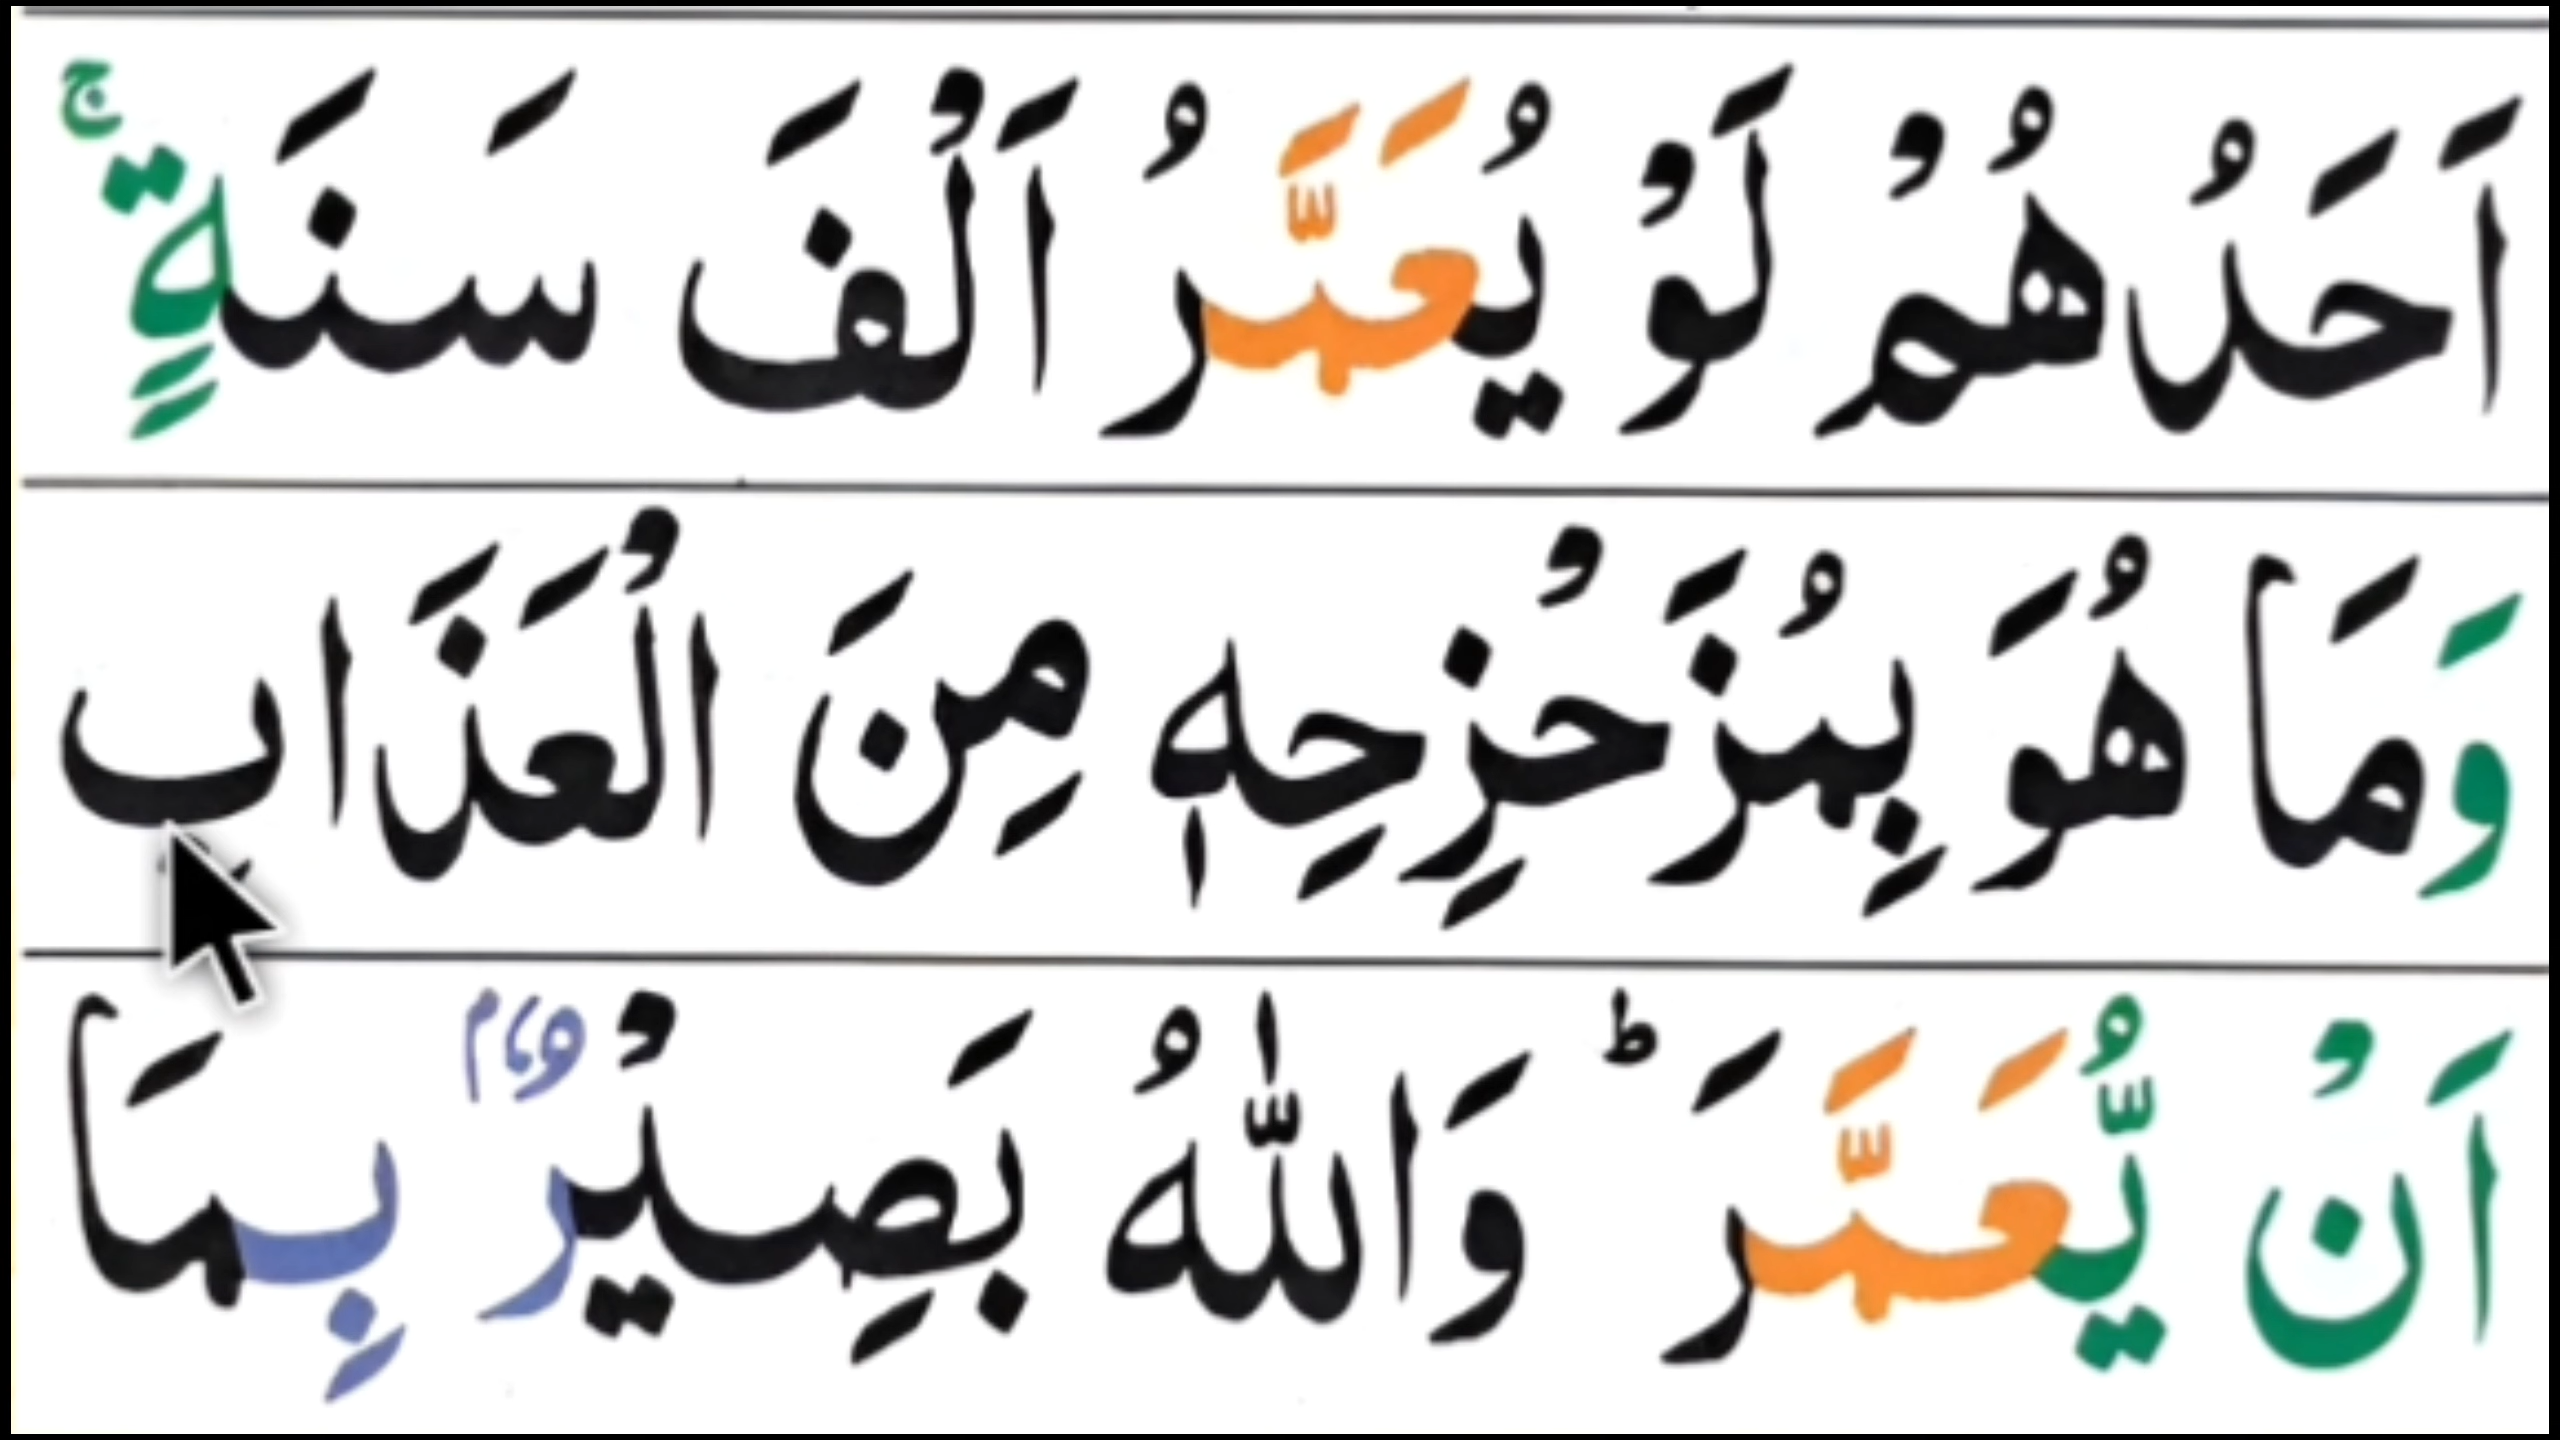 اَحَدُهُمْ لَوْ يُعَمَّرُ اَلْفَ سَنَةٍ ۚ
وَمَا هُوَ بِمُزَحْزِحِهٖ مِنَ الْعَذَابِ
اَنْ يُّعَمَّرَ ؕ وَاللّٰهُ بَصِيْرٌۢ بِمَا